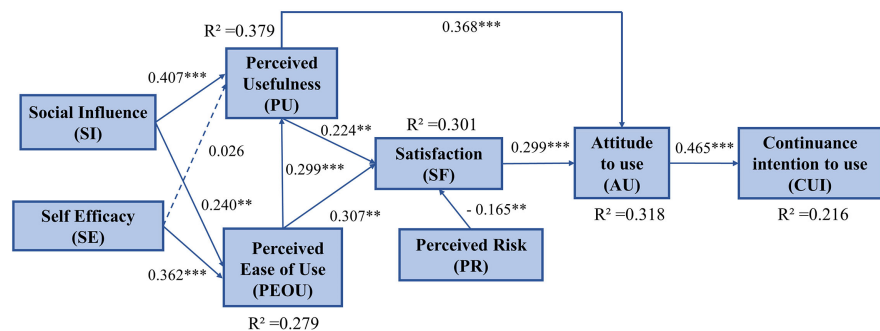 R² =0.379
0.368***
Perceived
Usefulness
(PU)
0.407***
Social Influence
(SI)
0.026
0.224**
R² =0.301
Satisfaction
(SF)
0.299***
Attitude
to use
(AU)
0.465***
Continuance
intention to use
(CUI)
0.299***
R² =0.318
R² =0.216
Self Efficacy
(SE)
0.240**
0.307**
- 0.165**
0.362***
Perceived
Ease of Use
(PEOU)
Perceived Risk
(PR)
R² =0.279